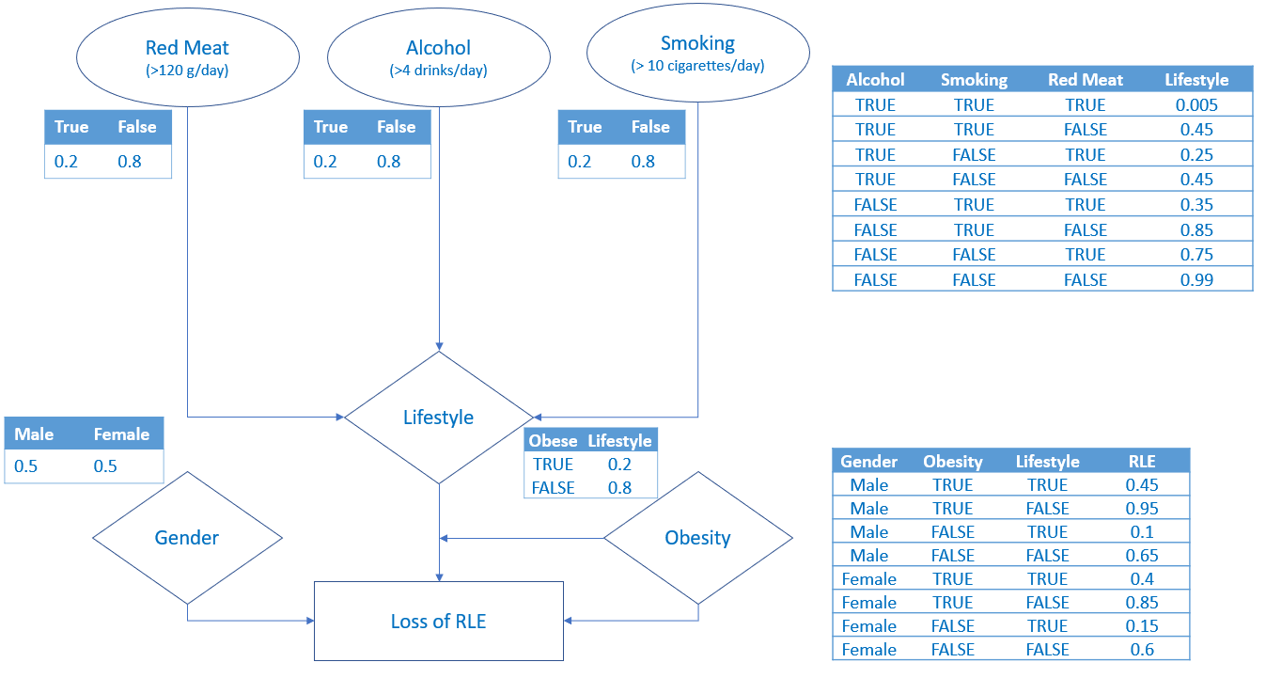 Red Meat
(>120 g/day)
Alcohol
(>4 drinks/day)
Smoking
(> 10 cigarettes/day)
True False
0.2 0.8
True False
0.2 0.8
True False
0.2 0.8
Alcohol Smoking Red Meat Lifestyle
TRUE TRUE TRUE 0.005
TRUE TRUE FALSE 0.45
TRUE FALSE TRUE 0.25
TRUE FALSE FALSE 0.45
FALSE TRUE TRUE 0.35
FALSE TRUE FALSE 0.85
FALSE FALSE TRUE 0.75
FALSE FALSE FALSE 0.99
Lifestyle
Male Female
0.5 0.5
Obese Lifestyle
TRUE 0.2
FALSE 0.8
Gender
Obesity
Loss of RLE
Gender Obesity Lifestyle RLE
Male TRUE TRUE 0.45
Male TRUE FALSE 0.95
Male FALSE TRUE 0.1
Male FALSE FALSE 0.65
Female TRUE TRUE 0.4
Female TRUE FALSE 0.85
Female FALSE TRUE 0.15
Female FALSE FALSE 0.6